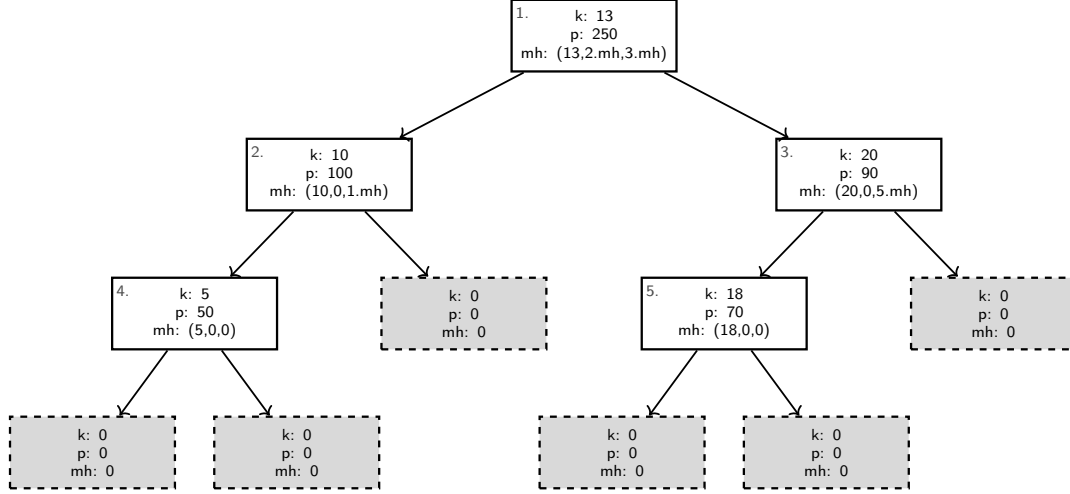 1.
k: 13
p: 250
mh: (13,2.mh,3.mh)
2.
k: 10
p: 100
mh: (10,0,1.mh)
3.
k: 20
p: 90
mh: (20,0,5.mh)
4.
k: 5
p: 50
mh: (5,0,0)
k: 0
p: 0
mh: 0
5.
k: 18
p: 70
mh: (18,0,0)
k: 0
p: 0
mh: 0
k: 0
p: 0
mh: 0
k: 0
p: 0
mh: 0
k: 0
p: 0
mh: 0
k: 0
p: 0
mh: 0